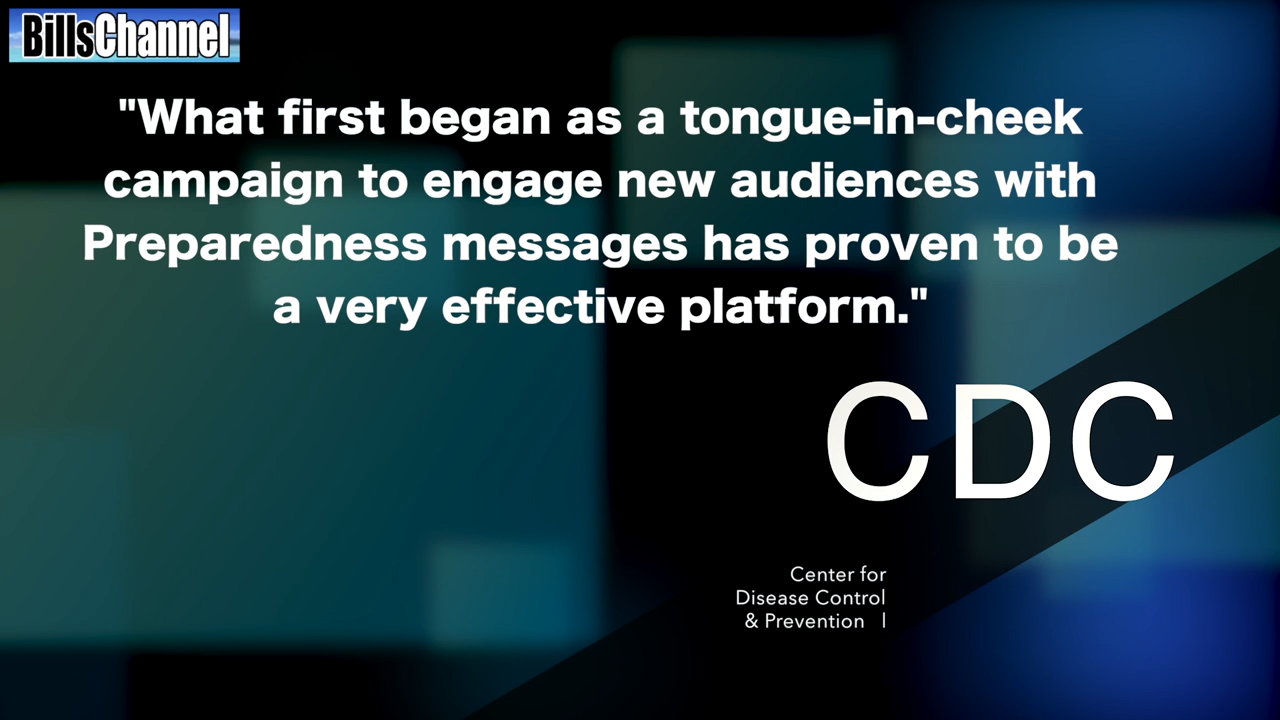 BillsChannel
"What first began as a tongue-in-cheek
campaign to engage new audiences with
Preparedness messages has proven to be
a very effective platform."
CDC
Center for
Disease Control
& Prevention |